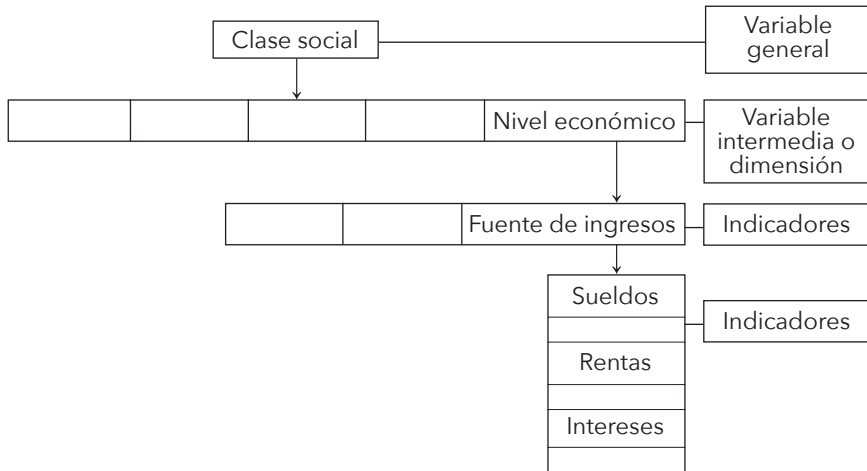 Clase social
Variable
general
Nivel económico
Variable
intermedia o
dimensión
Fuente de ingresos
Indicadores
Sueldos
Indicadores
Rentas
Intereses